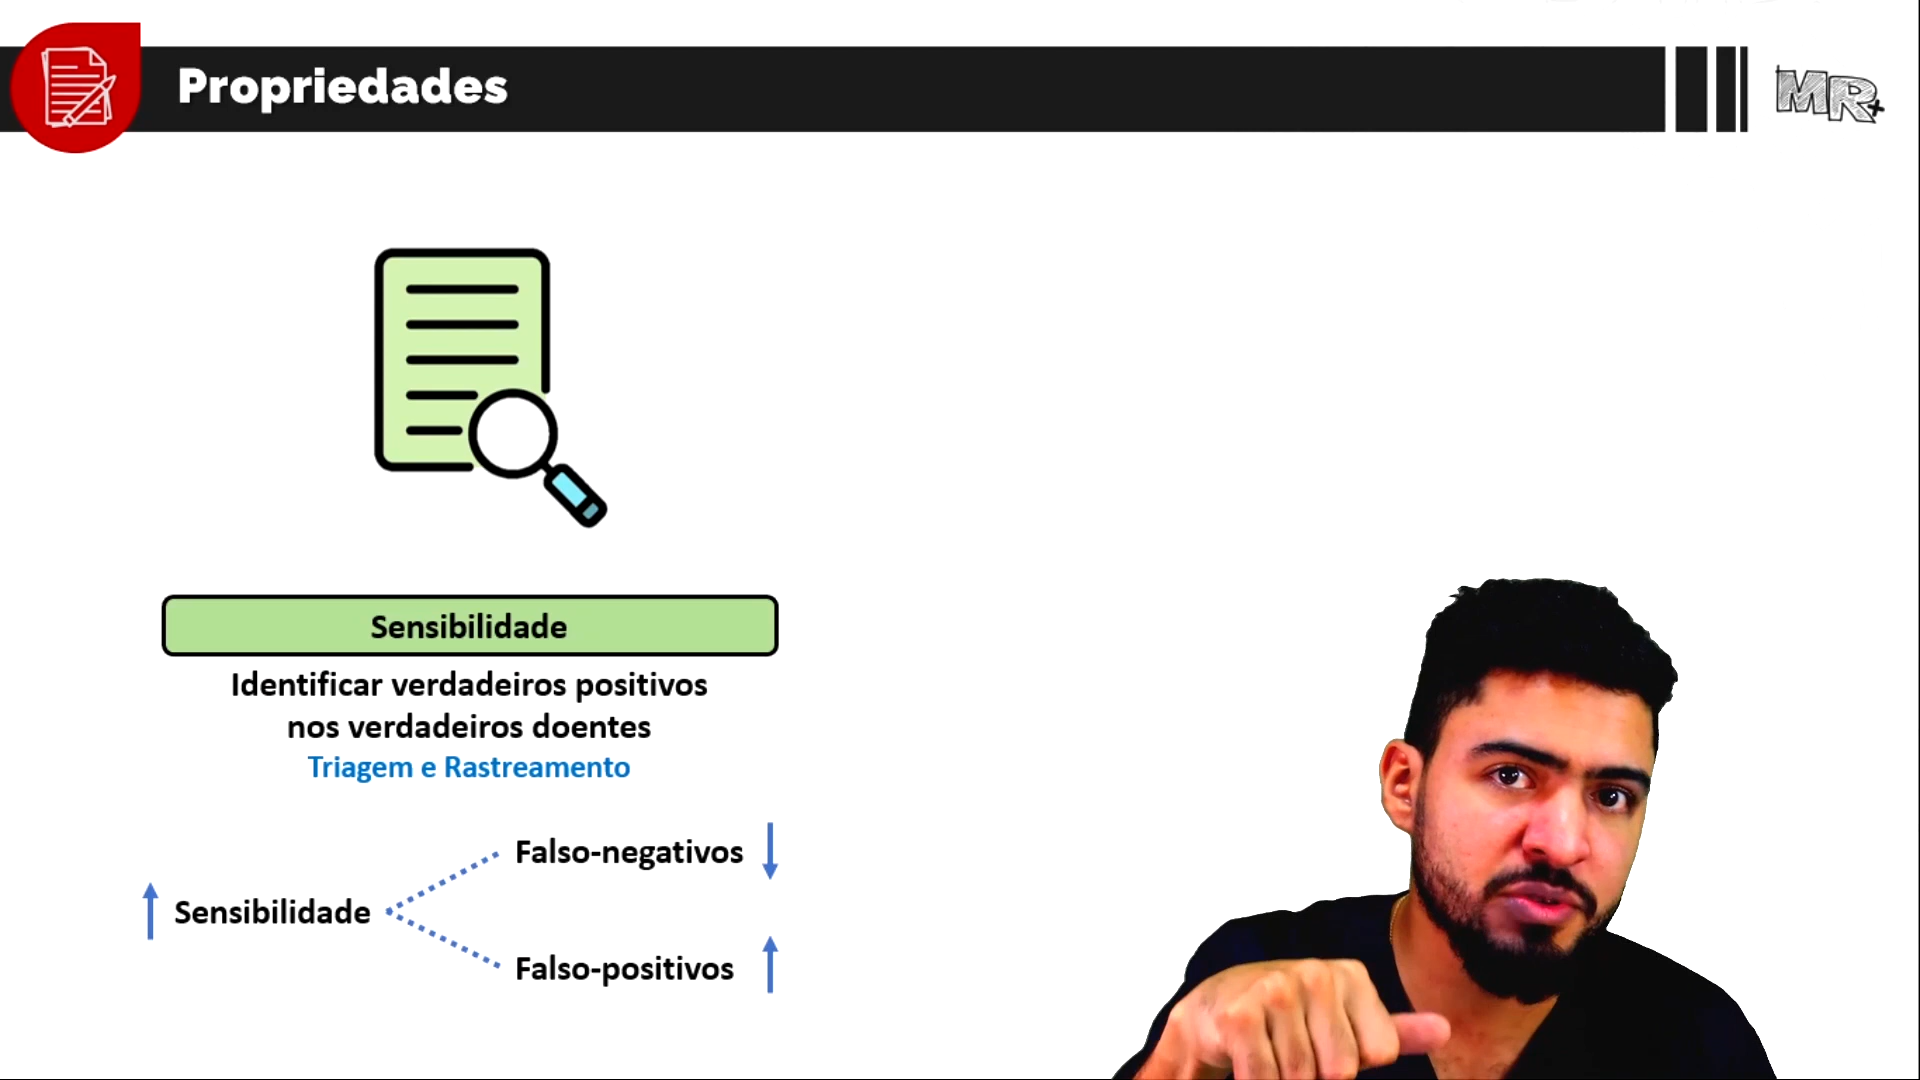 Propriedades
MR+
Sensibilidade
Identificar verdadeiros positivos
nos verdadeiros doentes
Triagem e Rastreamento
Falso-negativos
Sensibilidade
Falso-positivos